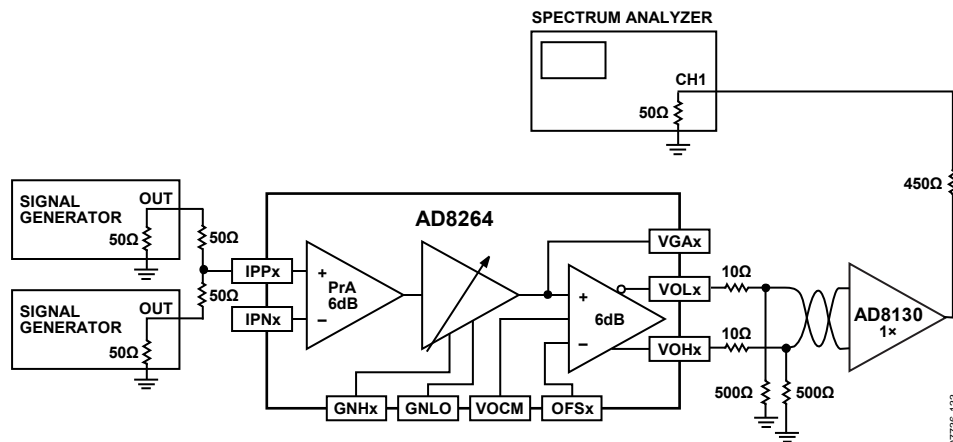 SPECTRUM ANALYZER
CH1
50Ω
450Ω
SIGNAL
GENERATOR
OUT
50Ω
50Ω
SIGNAL
GENERATOR
OUT
50Ω
50Ω
AD8264
IPPx
IPNx
+
PrA
6dB
−
+
6dB
−
VGAx
VOLx
VOHx
10Ω
10Ω
500Ω
500Ω
AD8130
1×
GNHx
GNLO
VOCM
OFSx